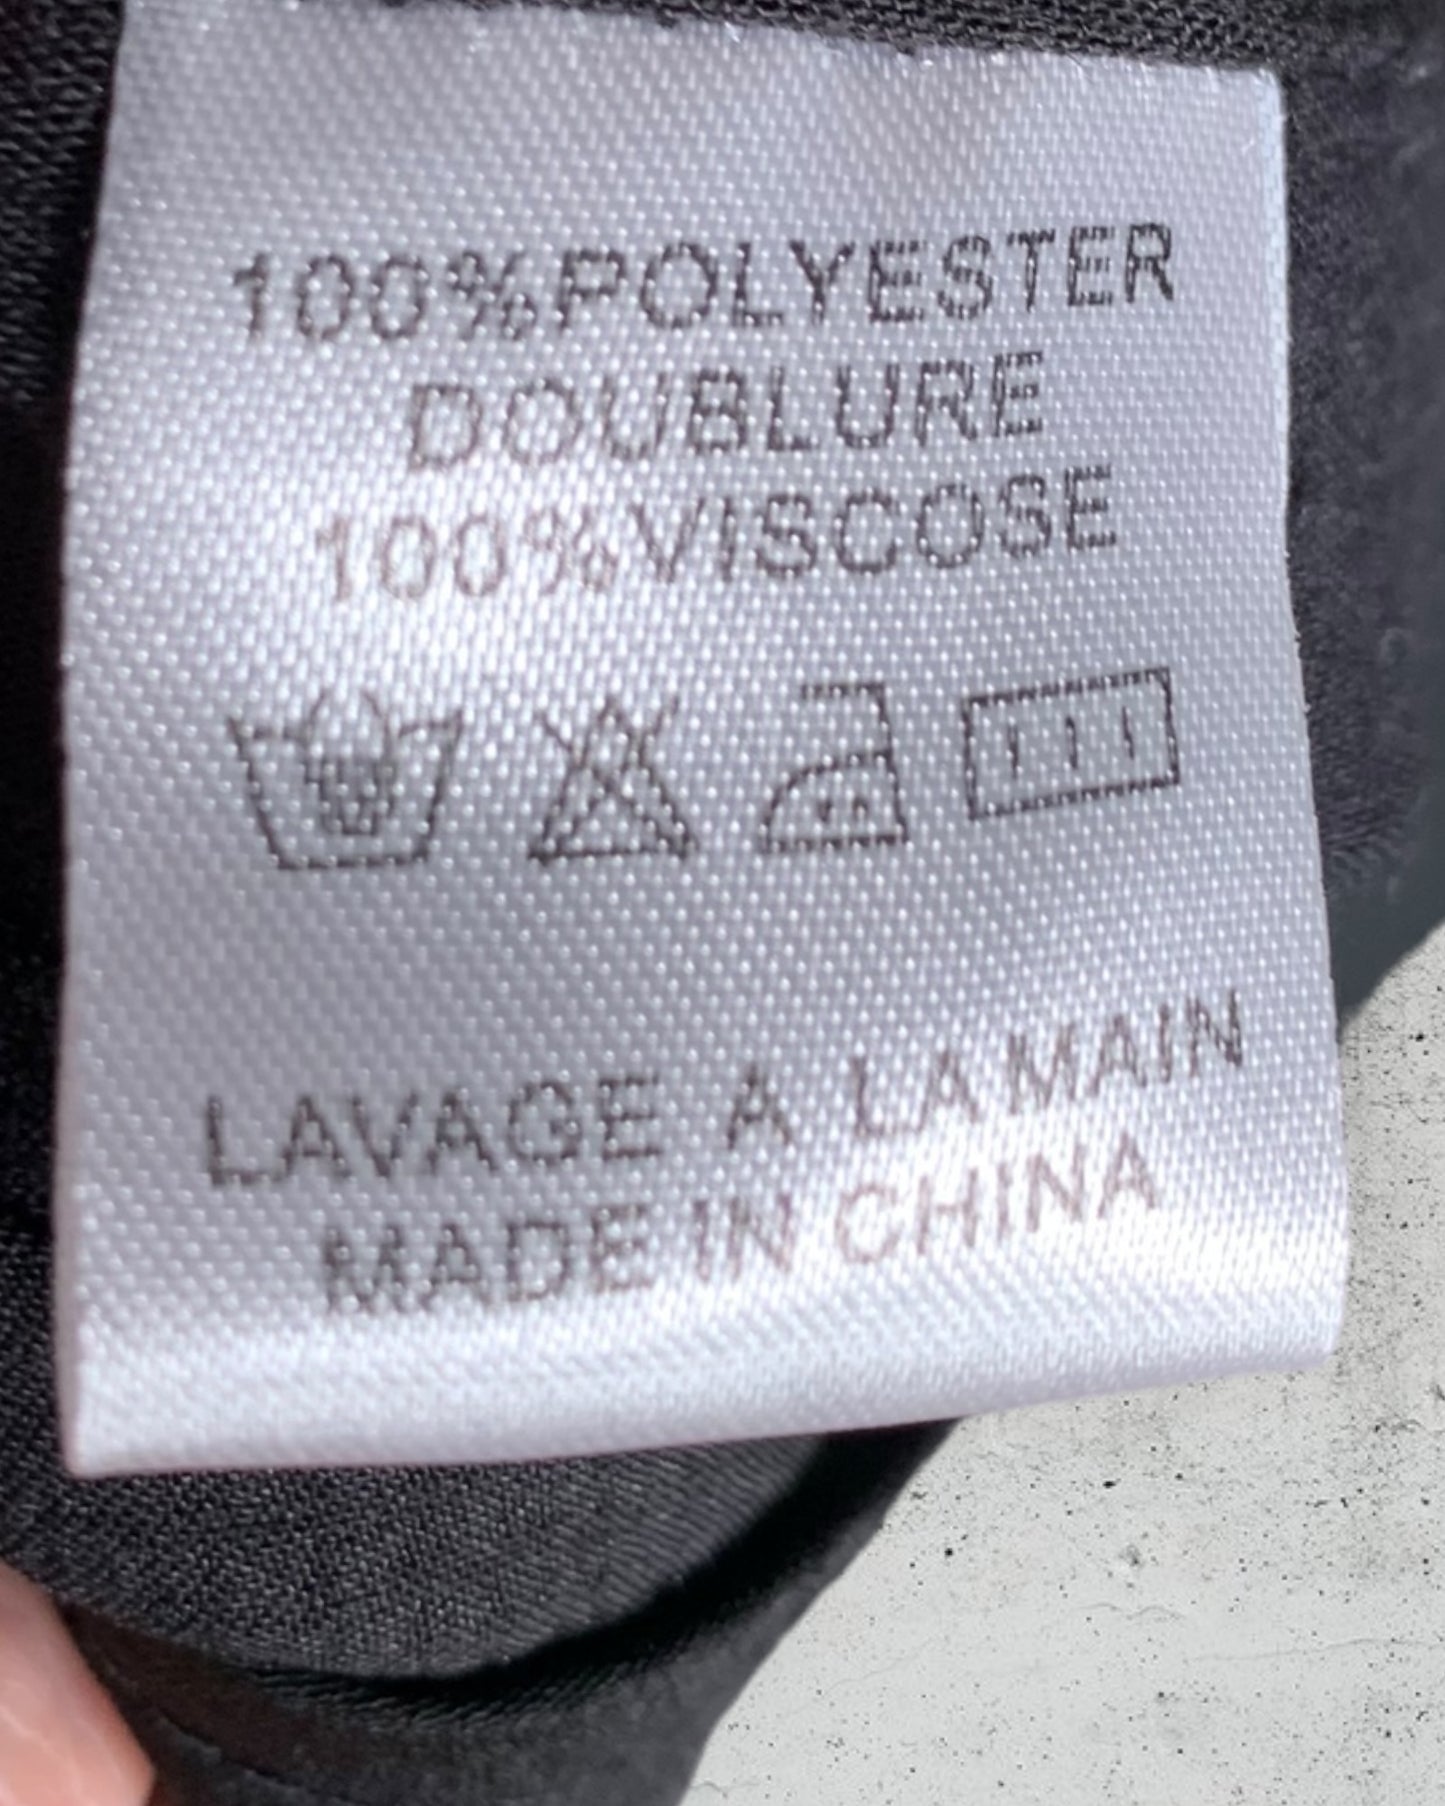 100%POLYESTER
DOUBLURE
100%VISCOSE
LAVAGE A LA MAIN
MADE IN CHINA